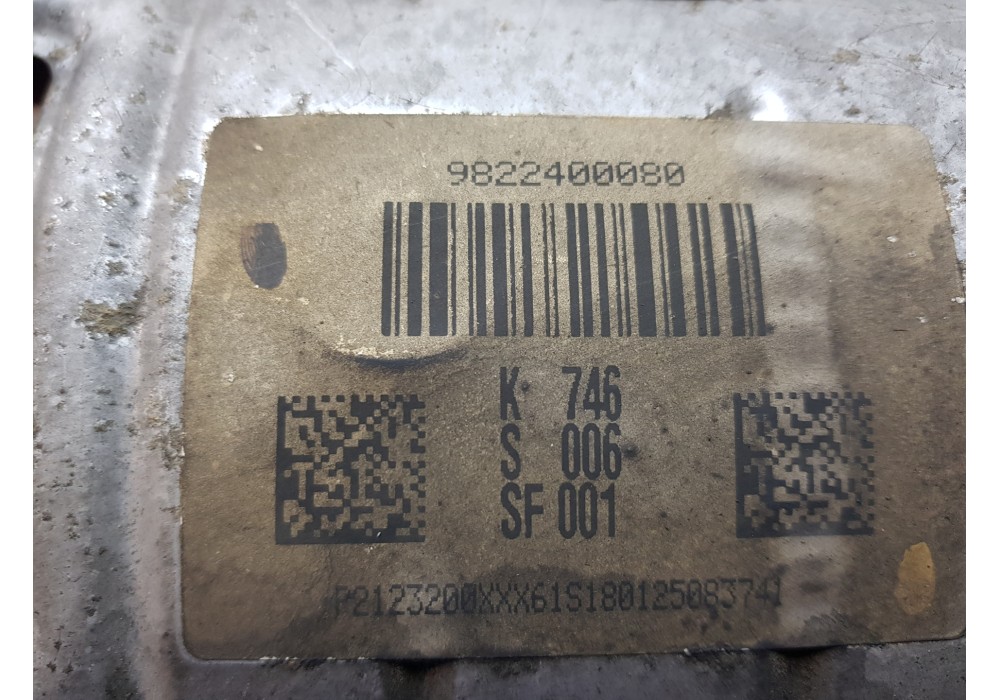 9822400080
K 746
S 006
SF 001
P2123200XXX61S180125083741